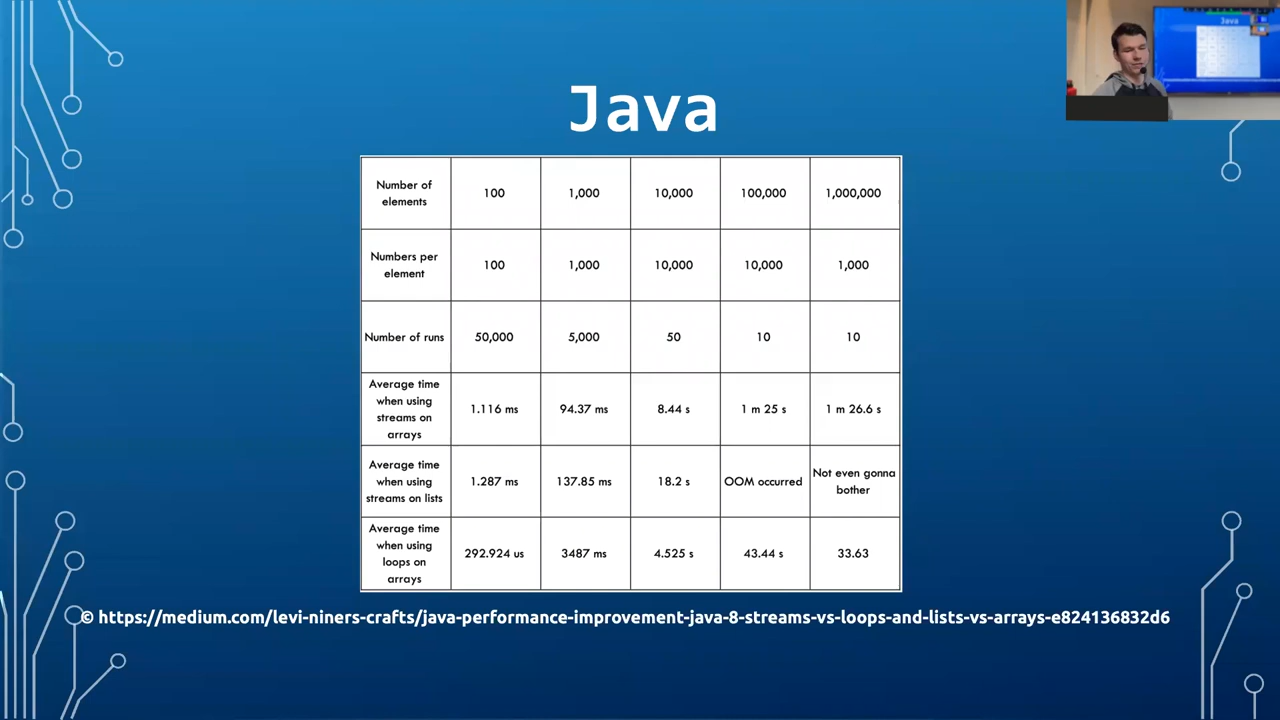 Java
Java
Number of elements 100 1,000 10,000 100,000 1,000,000
Numbers per element 100 1,000 10,000 10,000 1,000
Number of runs 50,000 5,000 50 10 10
Average time when using streams on arrays 1.116 ms 94.37 ms 8.44 s 1 m 25 s 1 m 26.6 s
Average time when using streams on lists 1.287 ms 137.85 ms 18.2 s OOM occurred Not even gonna bother
Average time when using loops on arrays 292.924 us 3487 ms 4.525 s 43.44 s 33.63
© https://medium.com/levi-niners-crafts/java-performance-improvement-java-8-streams-vs-loops-and-lists-vs-arrays-e824136832d6